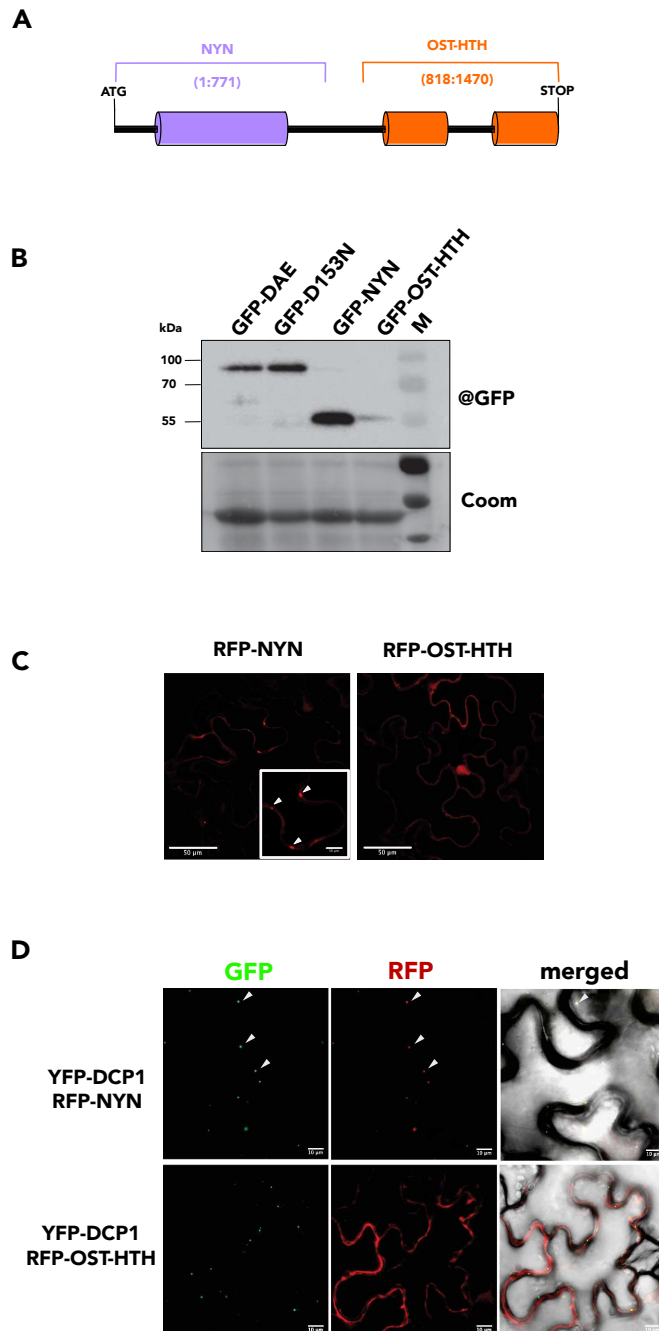 A
NYN
OST-HTH
(1:771)
(818:1470)
ATG
STOP
B
GFP-DAE
GFP-D153N
GFP-NYN
GFP-OST-HTH
M
kDa
100
70
55
@GFP
Coom
C
RFP-NYN
RFP-OST-HTH
50 µm
50 µm
D
GFP
RFP
merged
YFP-DCP1
RFP-NYN
10 µm
10 µm
10 µm
YFP-DCP1
RFP-OST-HTH
10 µm
10 µm
10 µm